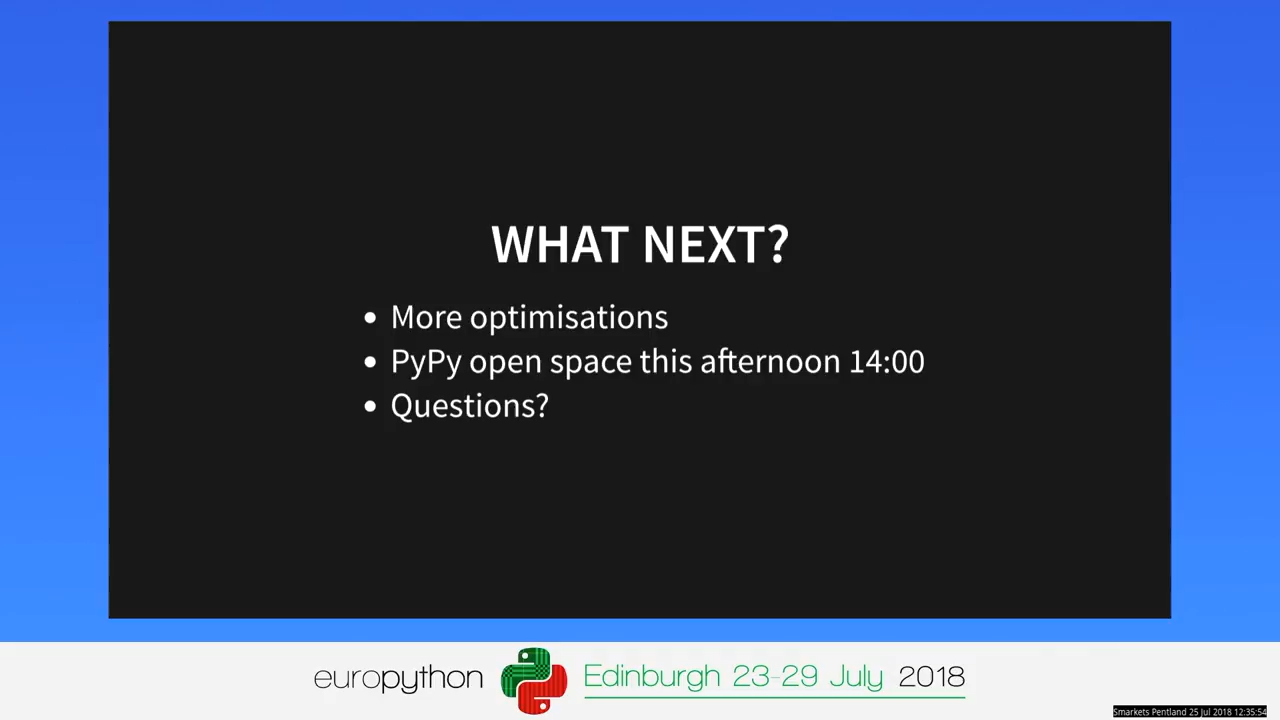 WHAT NEXT?
• More optimisations
• PyPy open space this afternoon 14:00
• Questions?
europython Edinburgh 23-29 July 2018
Smarkets Pentland 25 Jul 2018 12:35:54